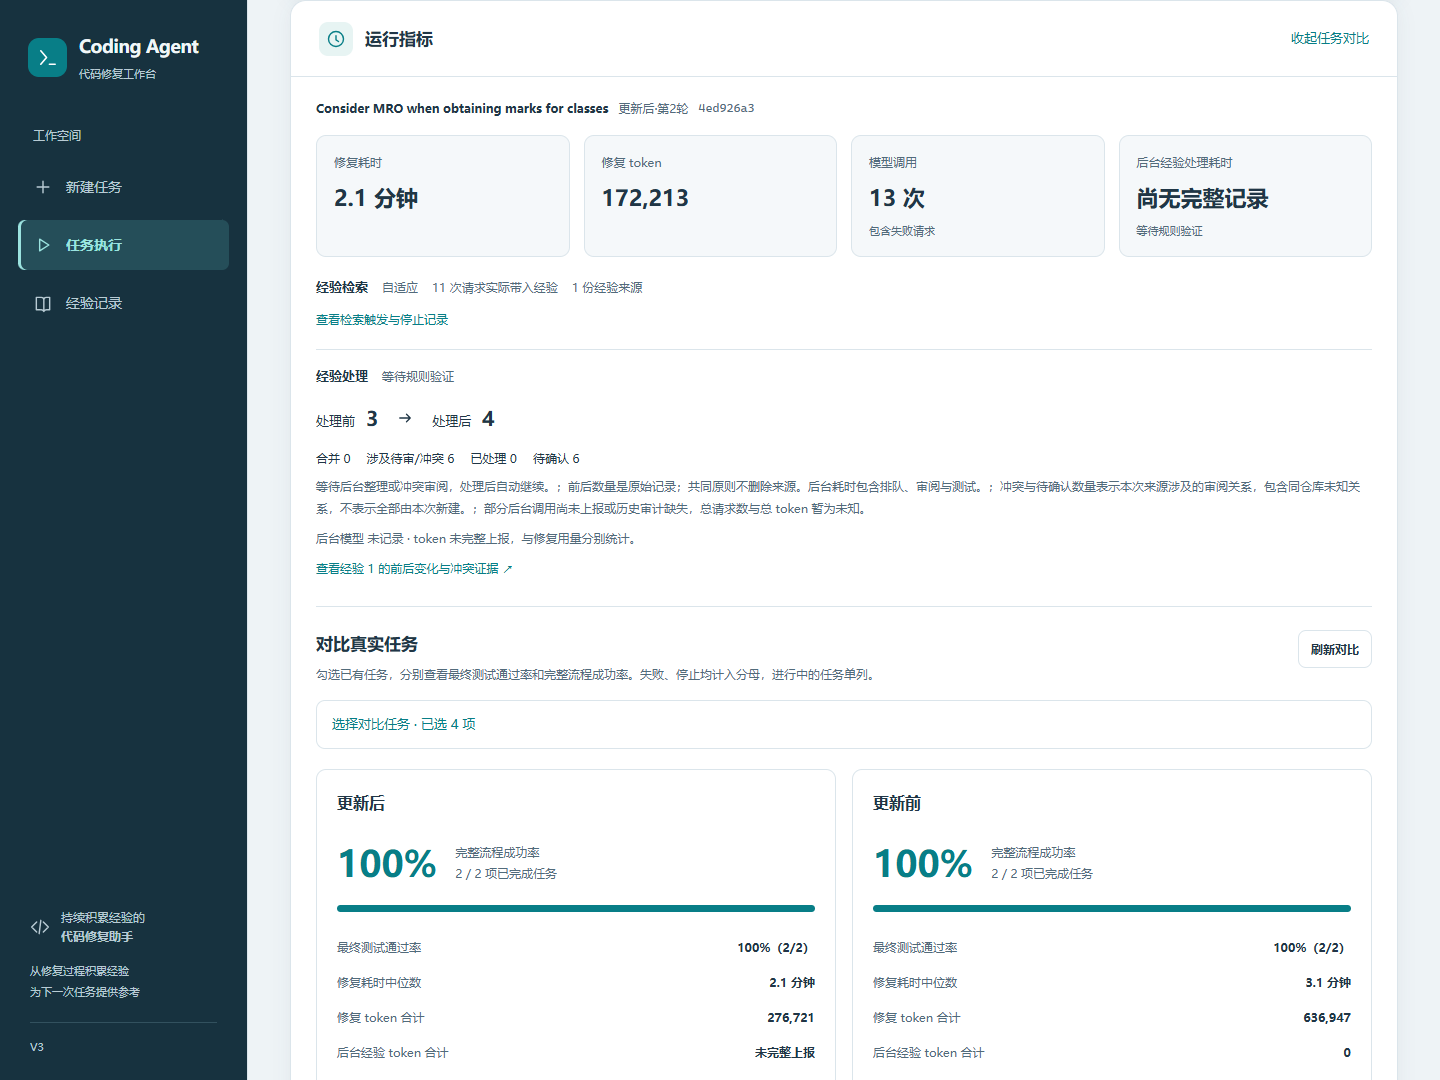 Coding Agent
代码修复工作台
工作空间
新建任务
任务执行
经验记录
持续积累经验的
代码修复助手
从修复过程积累经验
为下一次任务提供参考
V3
运行指标
收起任务对比
Consider MRO when obtaining marks for classes 更新后·第2轮 4ed926a3
修复耗时
2.1 分钟
修复 token
172,213
模型调用
13 次
包含失败请求
后台经验处理耗时
尚无完整记录
等待规则验证
经验检索 自适应 11 次请求实际带入经验 1 份经验来源
查看检索触发与停止记录
经验处理 等待规则验证
处理前 3 → 处理后 4
合并 0 涉及待审/冲突 6 已处理 0 待确认 6
等待后台整理或冲突审阅，处理后自动继续。；前后数量是原始记录；共同原则不删除来源。后台耗时包含排队、审阅与测试。；冲突与待确认数量表示本次来源涉及的审阅关系，包含同仓库未知关
系，不表示全部由本次新建。；部分后台调用尚未上报或历史审计缺失，总请求数与总 token 暂为未知。
后台模型 未记录 · token 未完整上报，与修复用量分别统计。
查看经验 1 的前后变化与冲突证据 ↗
对比真实任务
刷新对比
勾选已有任务，分别查看最终测试通过率和完整流程成功率。失败、停止均计入分母，进行中的任务单列。
选择对比任务 · 已选 4 项
更新后
100%
完整流程成功率
2 / 2 项已完成任务
最终测试通过率 100%（2/2）
修复耗时中位数 2.1 分钟
修复 token 合计 276,721
后台经验 token 合计 未完整上报
更新前
100%
完整流程成功率
2 / 2 项已完成任务
最终测试通过率 100%（2/2）
修复耗时中位数 3.1 分钟
修复 token 合计 636,947
后台经验 token 合计 0